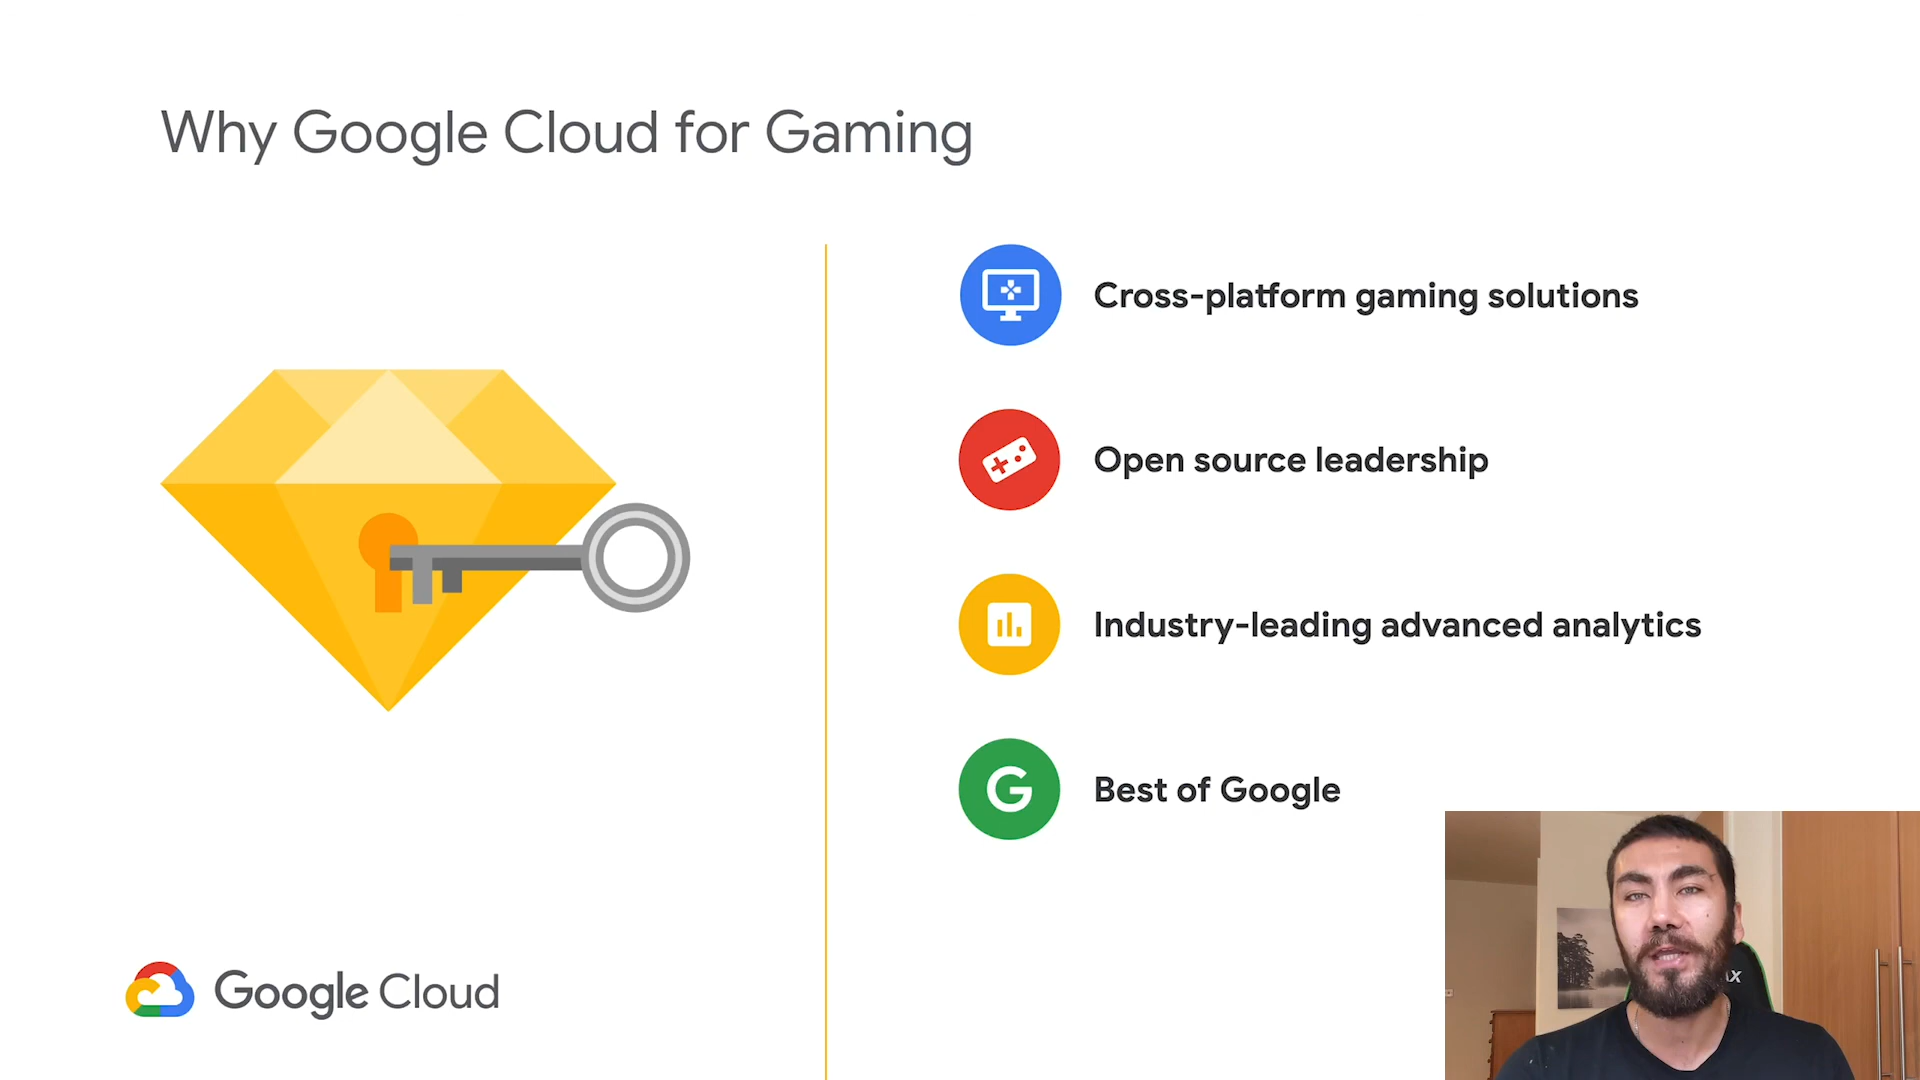 Why Google Cloud for Gaming
Cross-platform gaming solutions
Open source leadership
Industry-leading advanced analytics
G
Best of Google
Google Cloud